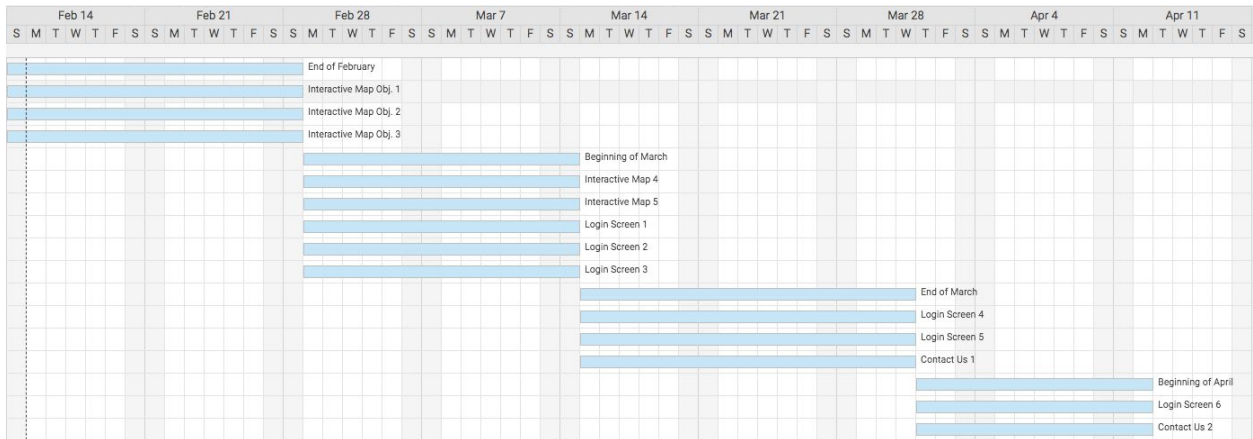 Feb 14 Feb 21 Feb 28 Mar 7 Mar 14 Mar 21 Mar 28 Apr 4 Apr 11
S M T W T F S S M T W T F S S M T W T F S S M T W T F S S M T W T F S S M T W T F S S M T W T F S S M T W T F S S M T W T F S
End of February
Interactive Map Obj. 1
Interactive Map Obj. 2
Interactive Map Obj. 3
Beginning of March
Interactive Map 4
Interactive Map 5
Login Screen 1
Login Screen 2
Login Screen 3
End of March
Login Screen 4
Login Screen 5
Contact Us 1
Beginning of April
Login Screen 6
Contact Us 2